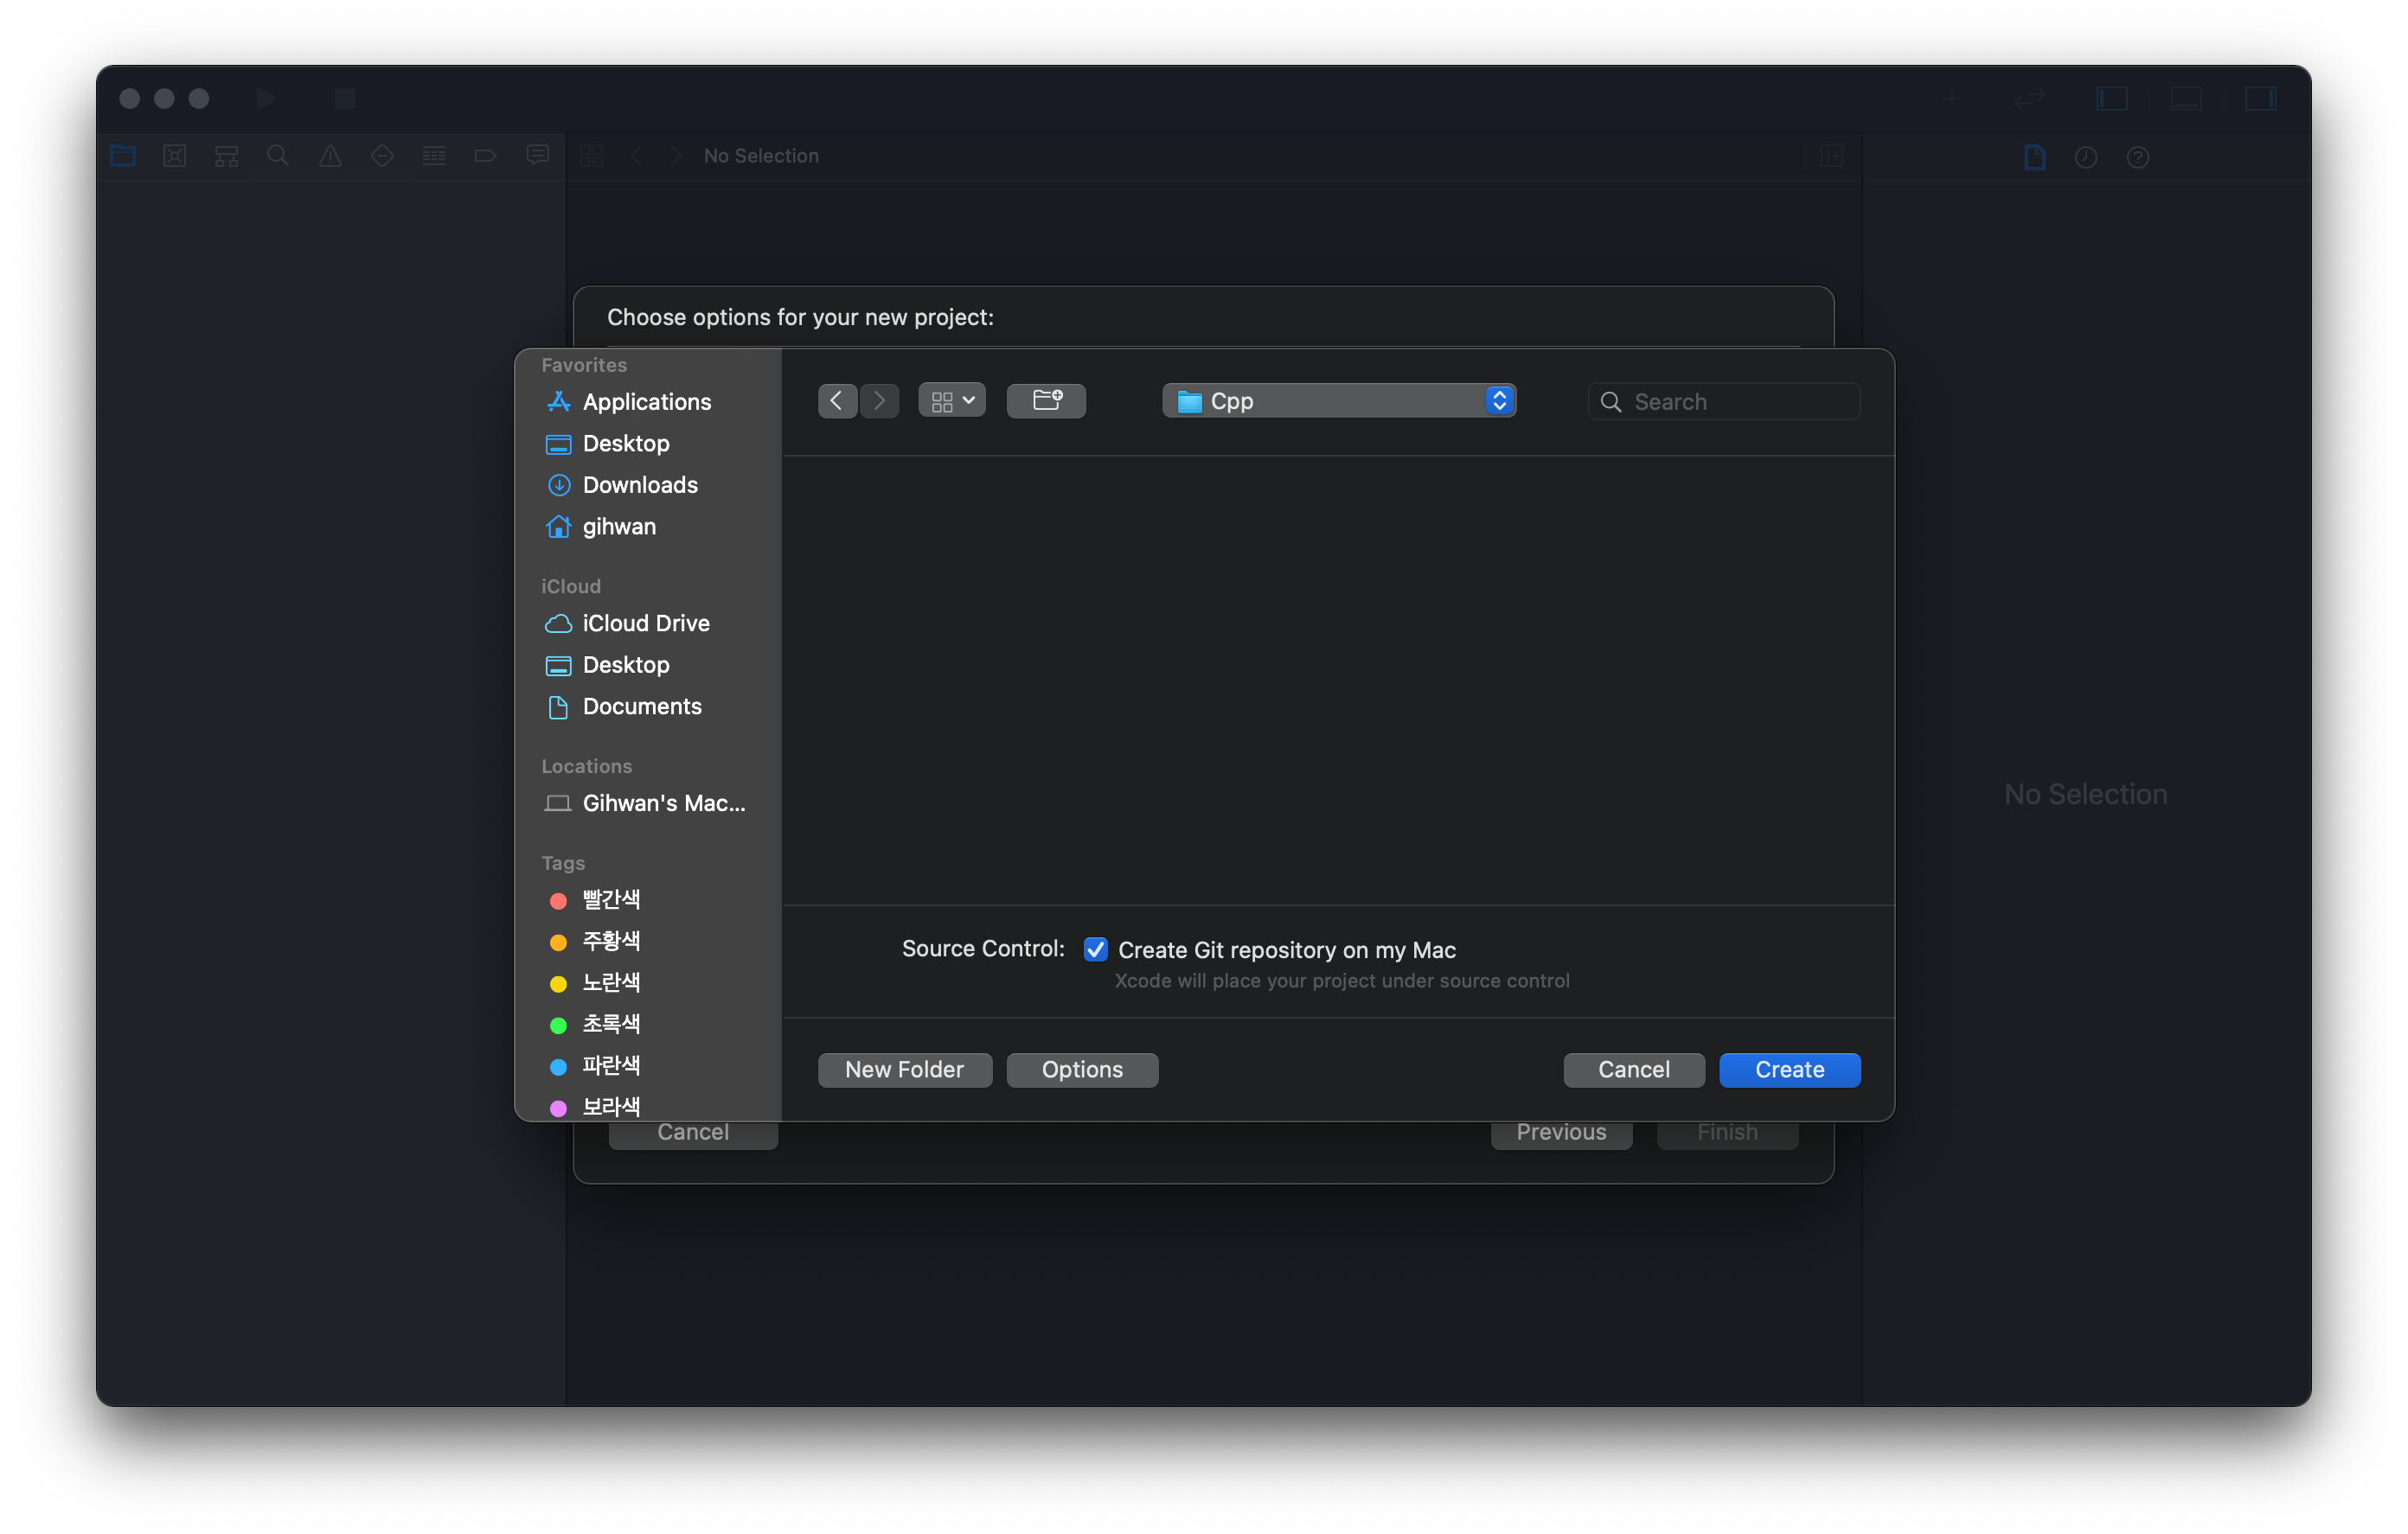 No Selection
Choose options for your new project:
Favorites
Applications
Desktop
Downloads
gihwan
iCloud
iCloud Drive
Desktop
Documents
Locations
Gihwan's Mac...
Tags
빨간색
주황색
노란색
초록색
파란색
보라색
Cpp
Search
Source Control:
Create Git repository on my Mac
Xcode will place your project under source control
New Folder
Options
Cancel
Create
Cancel
Previous
Finish
No Selection